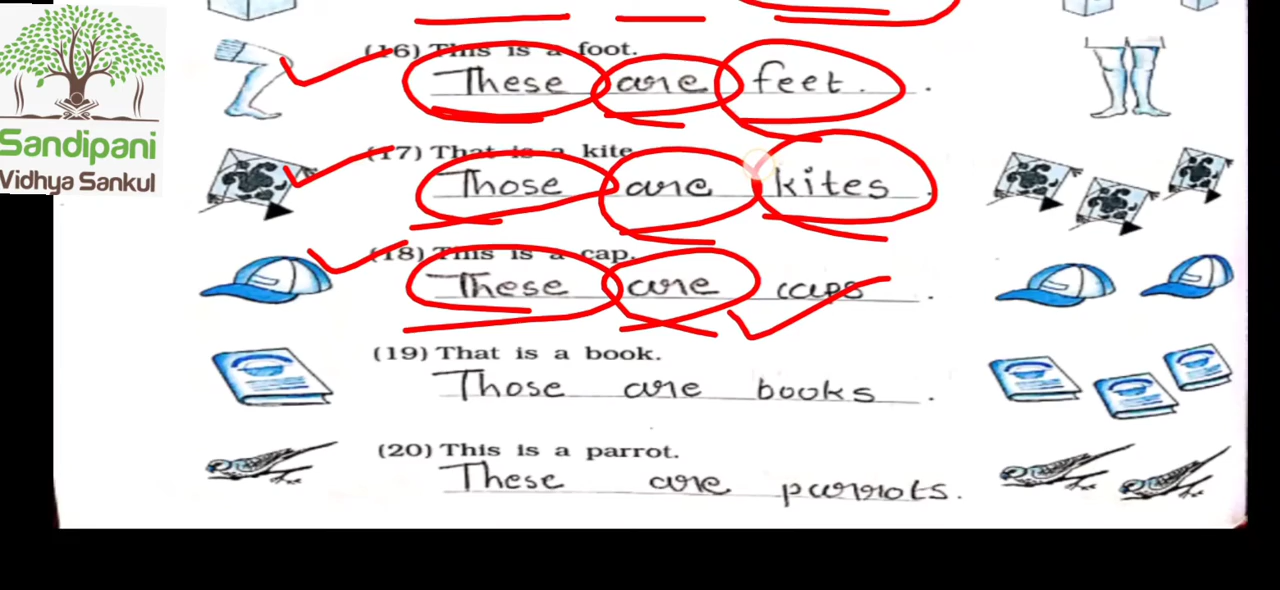 Sandipani
Vidhya Sankul
(16) This is a foot.
These are feet.
(17) That is a kite.
Those are kites.
(18) This is a cap.
These are caps.
(19) That is a book.
Those are books.
(20) This is a parrot.
These are parrots.